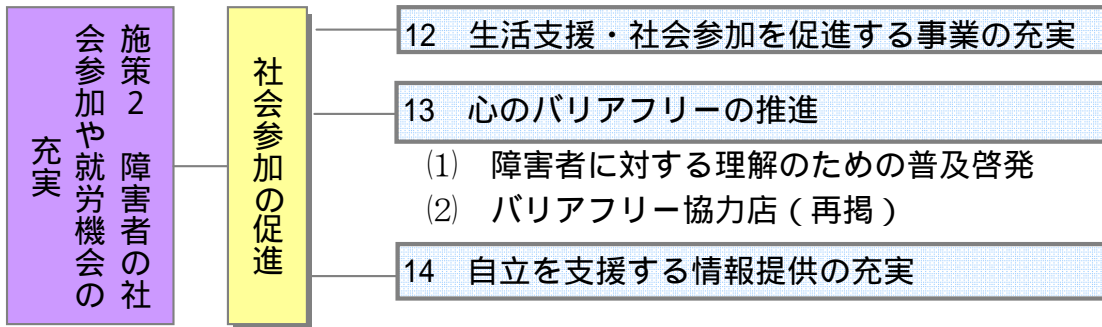 施策２　障害者の社
会参加や就労機会の
充実
社会参加の促進
12　生活支援・社会参加を促進する事業の充実
13　心のバリアフリーの推進
⑴　障害者に対する理解のための普及啓発
⑵　バリアフリー協力店（再掲）
14　自立を支援する情報提供の充実